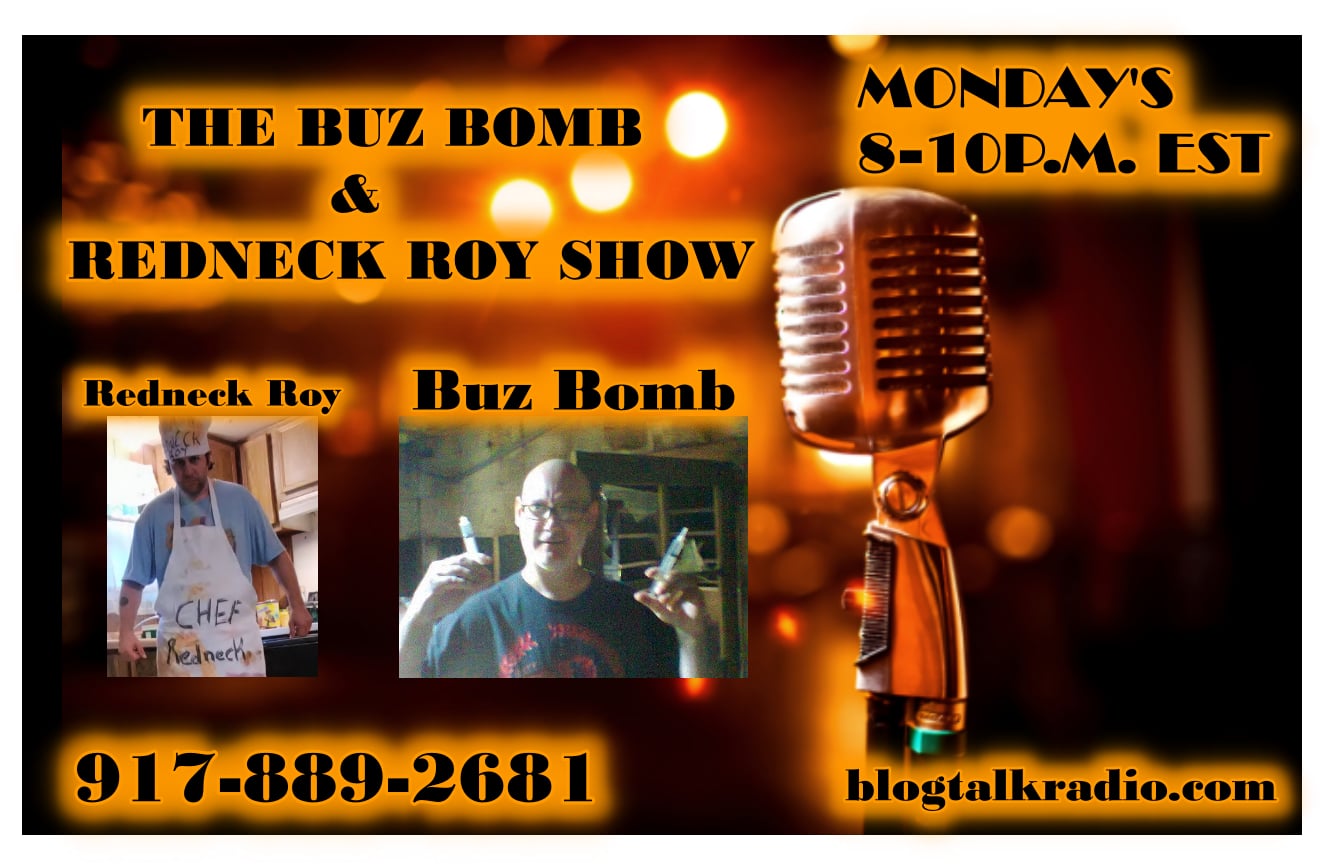 THE BUZ BOMB
&
REDNECK ROY SHOW
MONDAY'S
8-10P.M. EST
Redneck Roy
Buz Bomb
CHEF
Redneck
917-889-2681
blogtalkradio.com